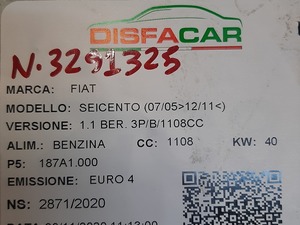 DISFACAR
N.3251325
MARCA: FIAT
MODELLO: SEICENTO (07/05>12/11<)
VERSIONE: 1.1 BER. 3P/B/1108CC
ALIM.: BENZINA CC: 1108 KW: 40
P5: 187A1.000
EMISSIONE: EURO 4
NS: 2871/2020